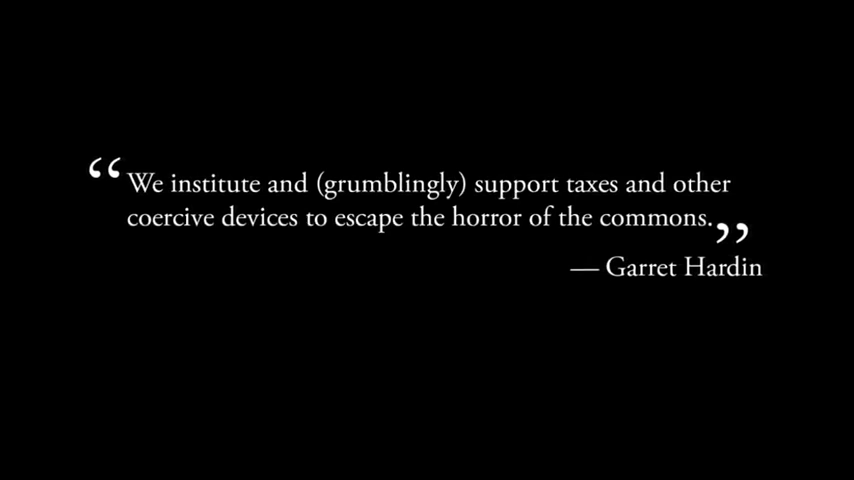 “We institute and (grumblingly) support taxes and other
coercive devices to escape the horror of the commons.”
— Garret Hardin